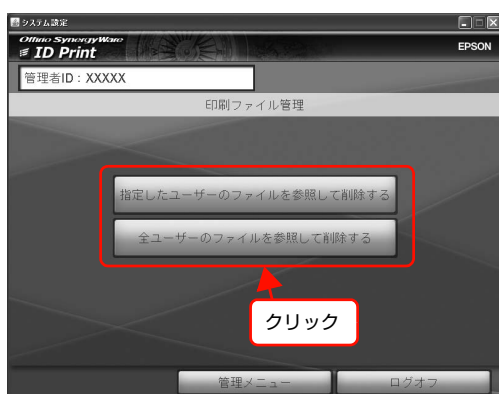 システム設定
Offirio SynergyWare
ID Print
EPSON
管理者ID：XXXXX
印刷ファイル管理
指定したユーザーのファイルを参照して削除する
全ユーザーのファイルを参照して削除する
クリック
管理メニュー
ログオフ